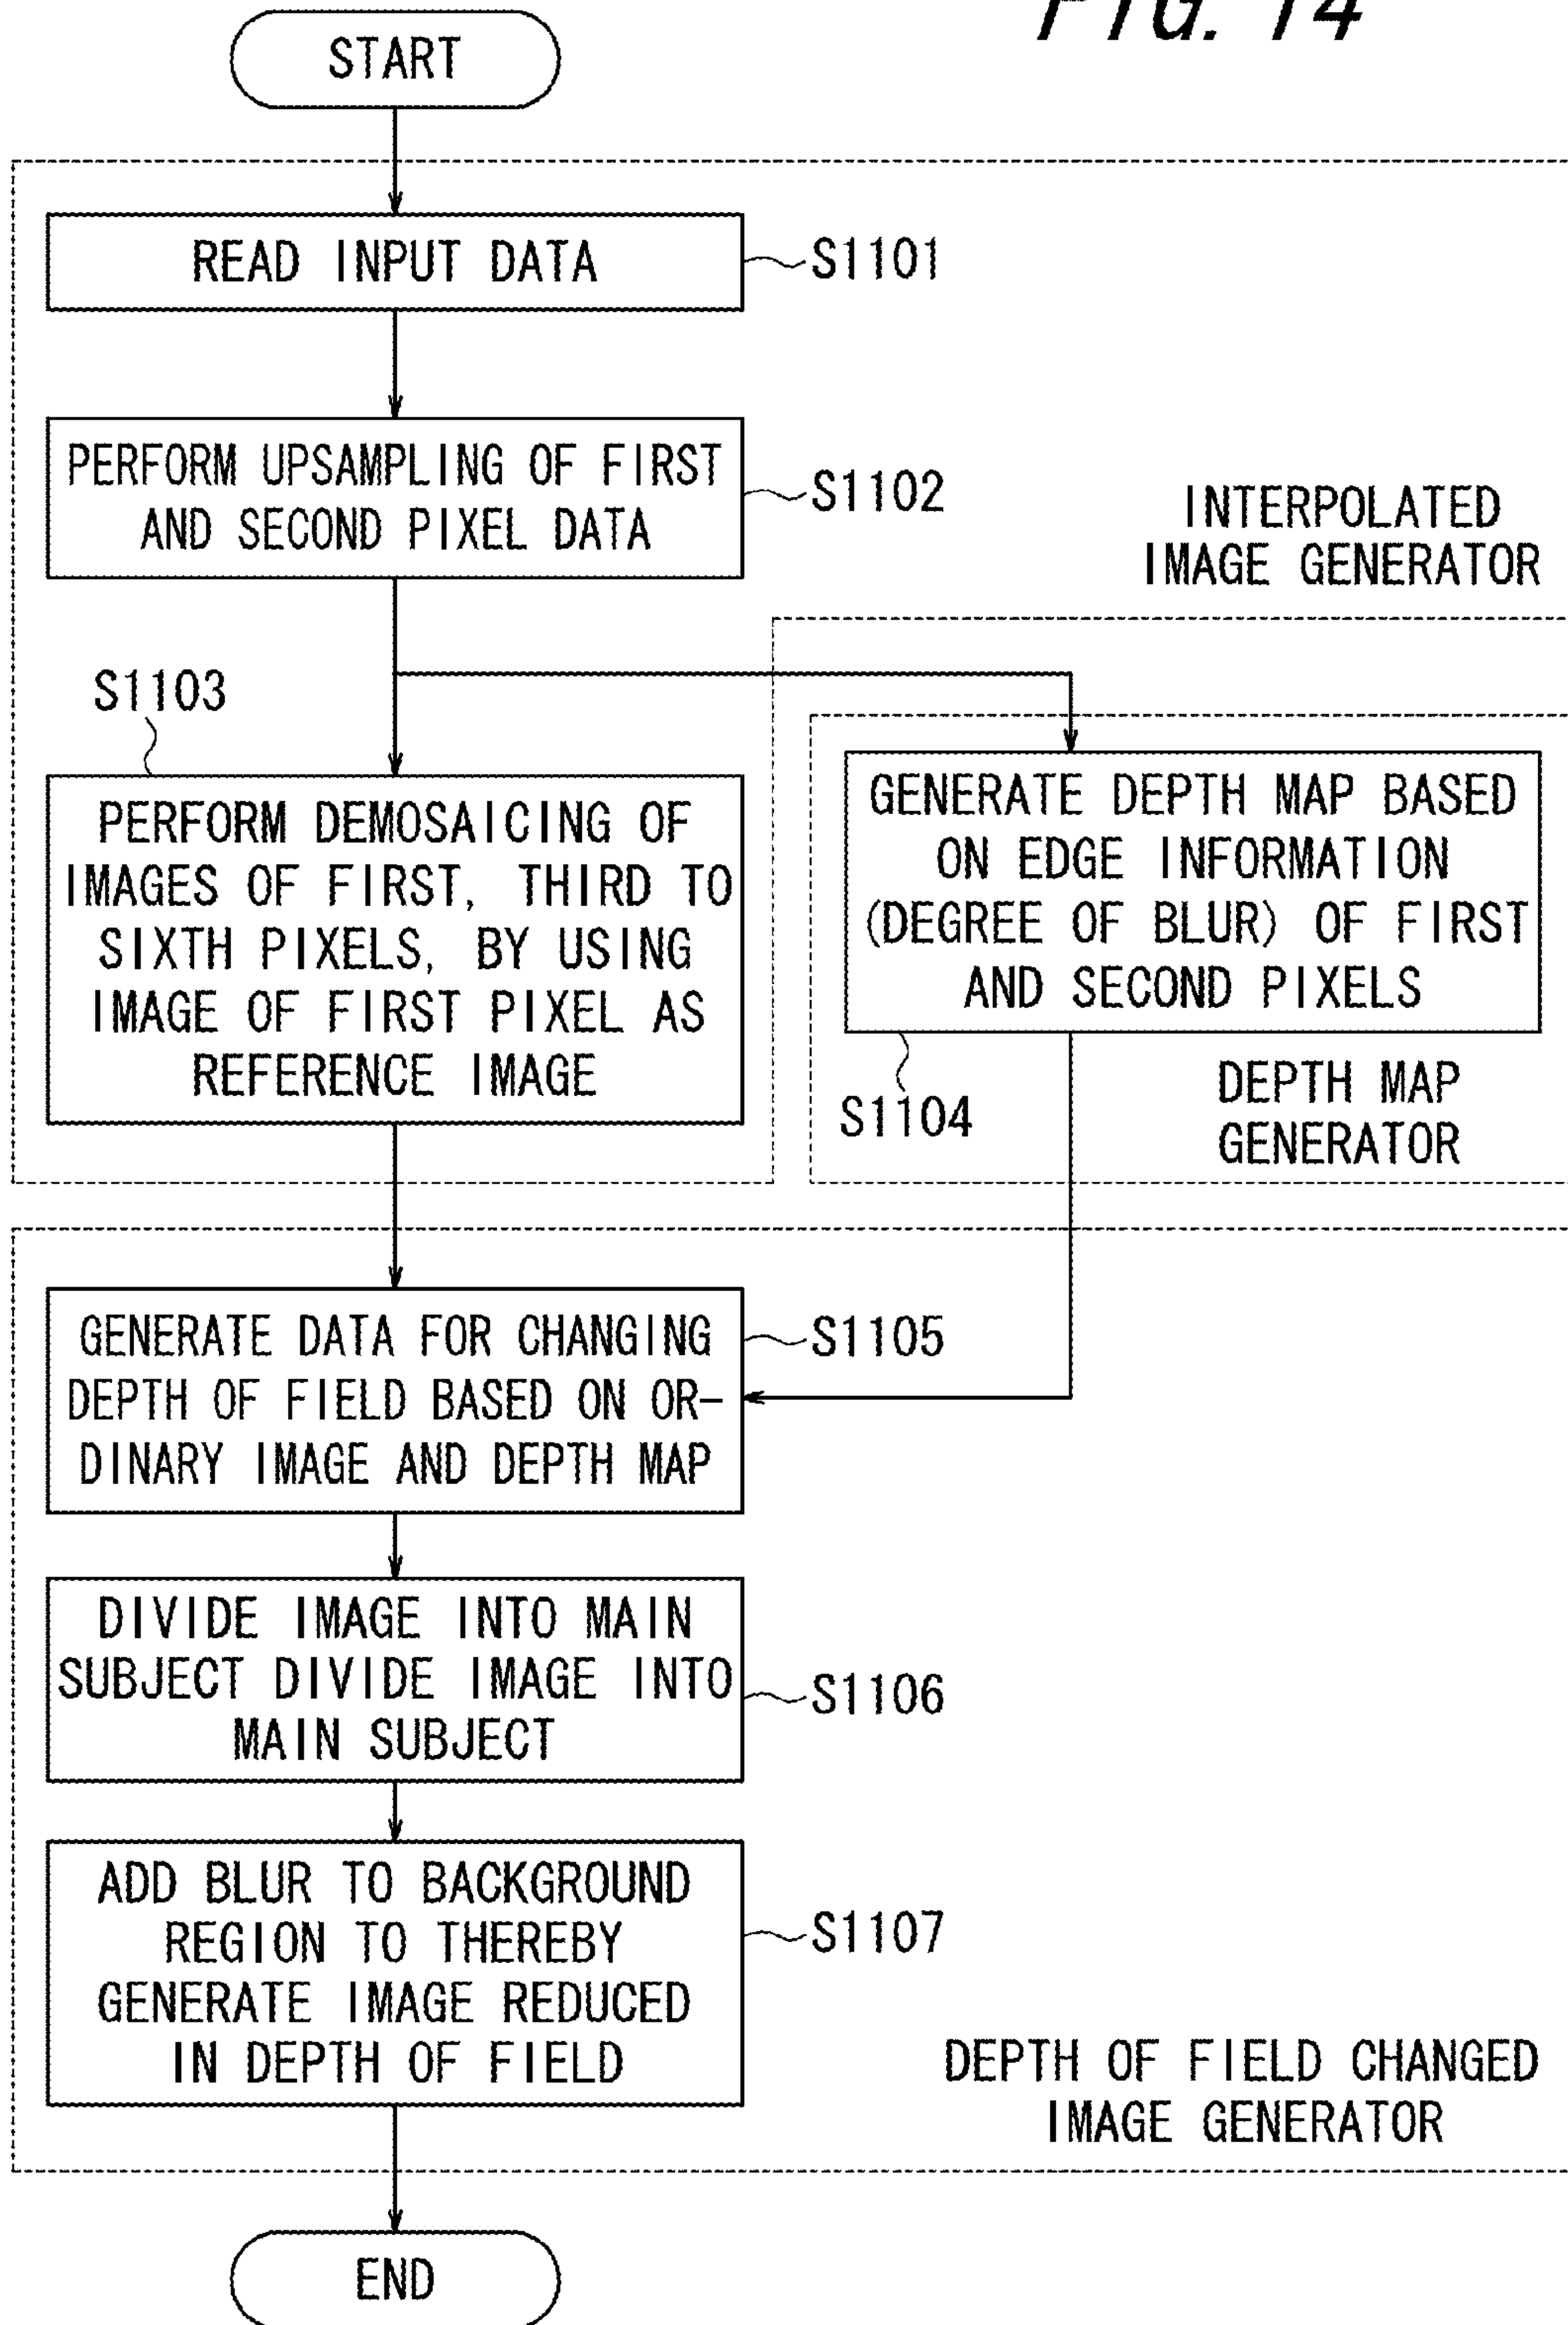 FIG. 14
START
READ INPUT DATA
S1101
PERFORM UPSAMPLING OF FIRST
AND SECOND PIXEL DATA
S1102
INTERPOLATED
IMAGE GENERATOR
S1103
PERFORM DEMOSAICING OF
IMAGES OF FIRST, THIRD TO
SIXTH PIXELS, BY USING
IMAGE OF FIRST PIXEL AS
REFERENCE IMAGE
GENERATE DEPTH MAP BASED
ON EDGE INFORMATION
(DEGREE OF BLUR) OF FIRST
AND SECOND PIXELS
S1104
DEPTH MAP
GENERATOR
GENERATE DATA FOR CHANGING
DEPTH OF FIELD BASED ON OR-
DINARY IMAGE AND DEPTH MAP
S1105
DIVIDE IMAGE INTO MAIN
SUBJECT DIVIDE IMAGE INTO
MAIN SUBJECT
S1106
ADD BLUR TO BACKGROUND
REGION TO THEREBY
GENERATE IMAGE REDUCED
IN DEPTH OF FIELD
S1107
DEPTH OF FIELD CHANGED
IMAGE GENERATOR
END